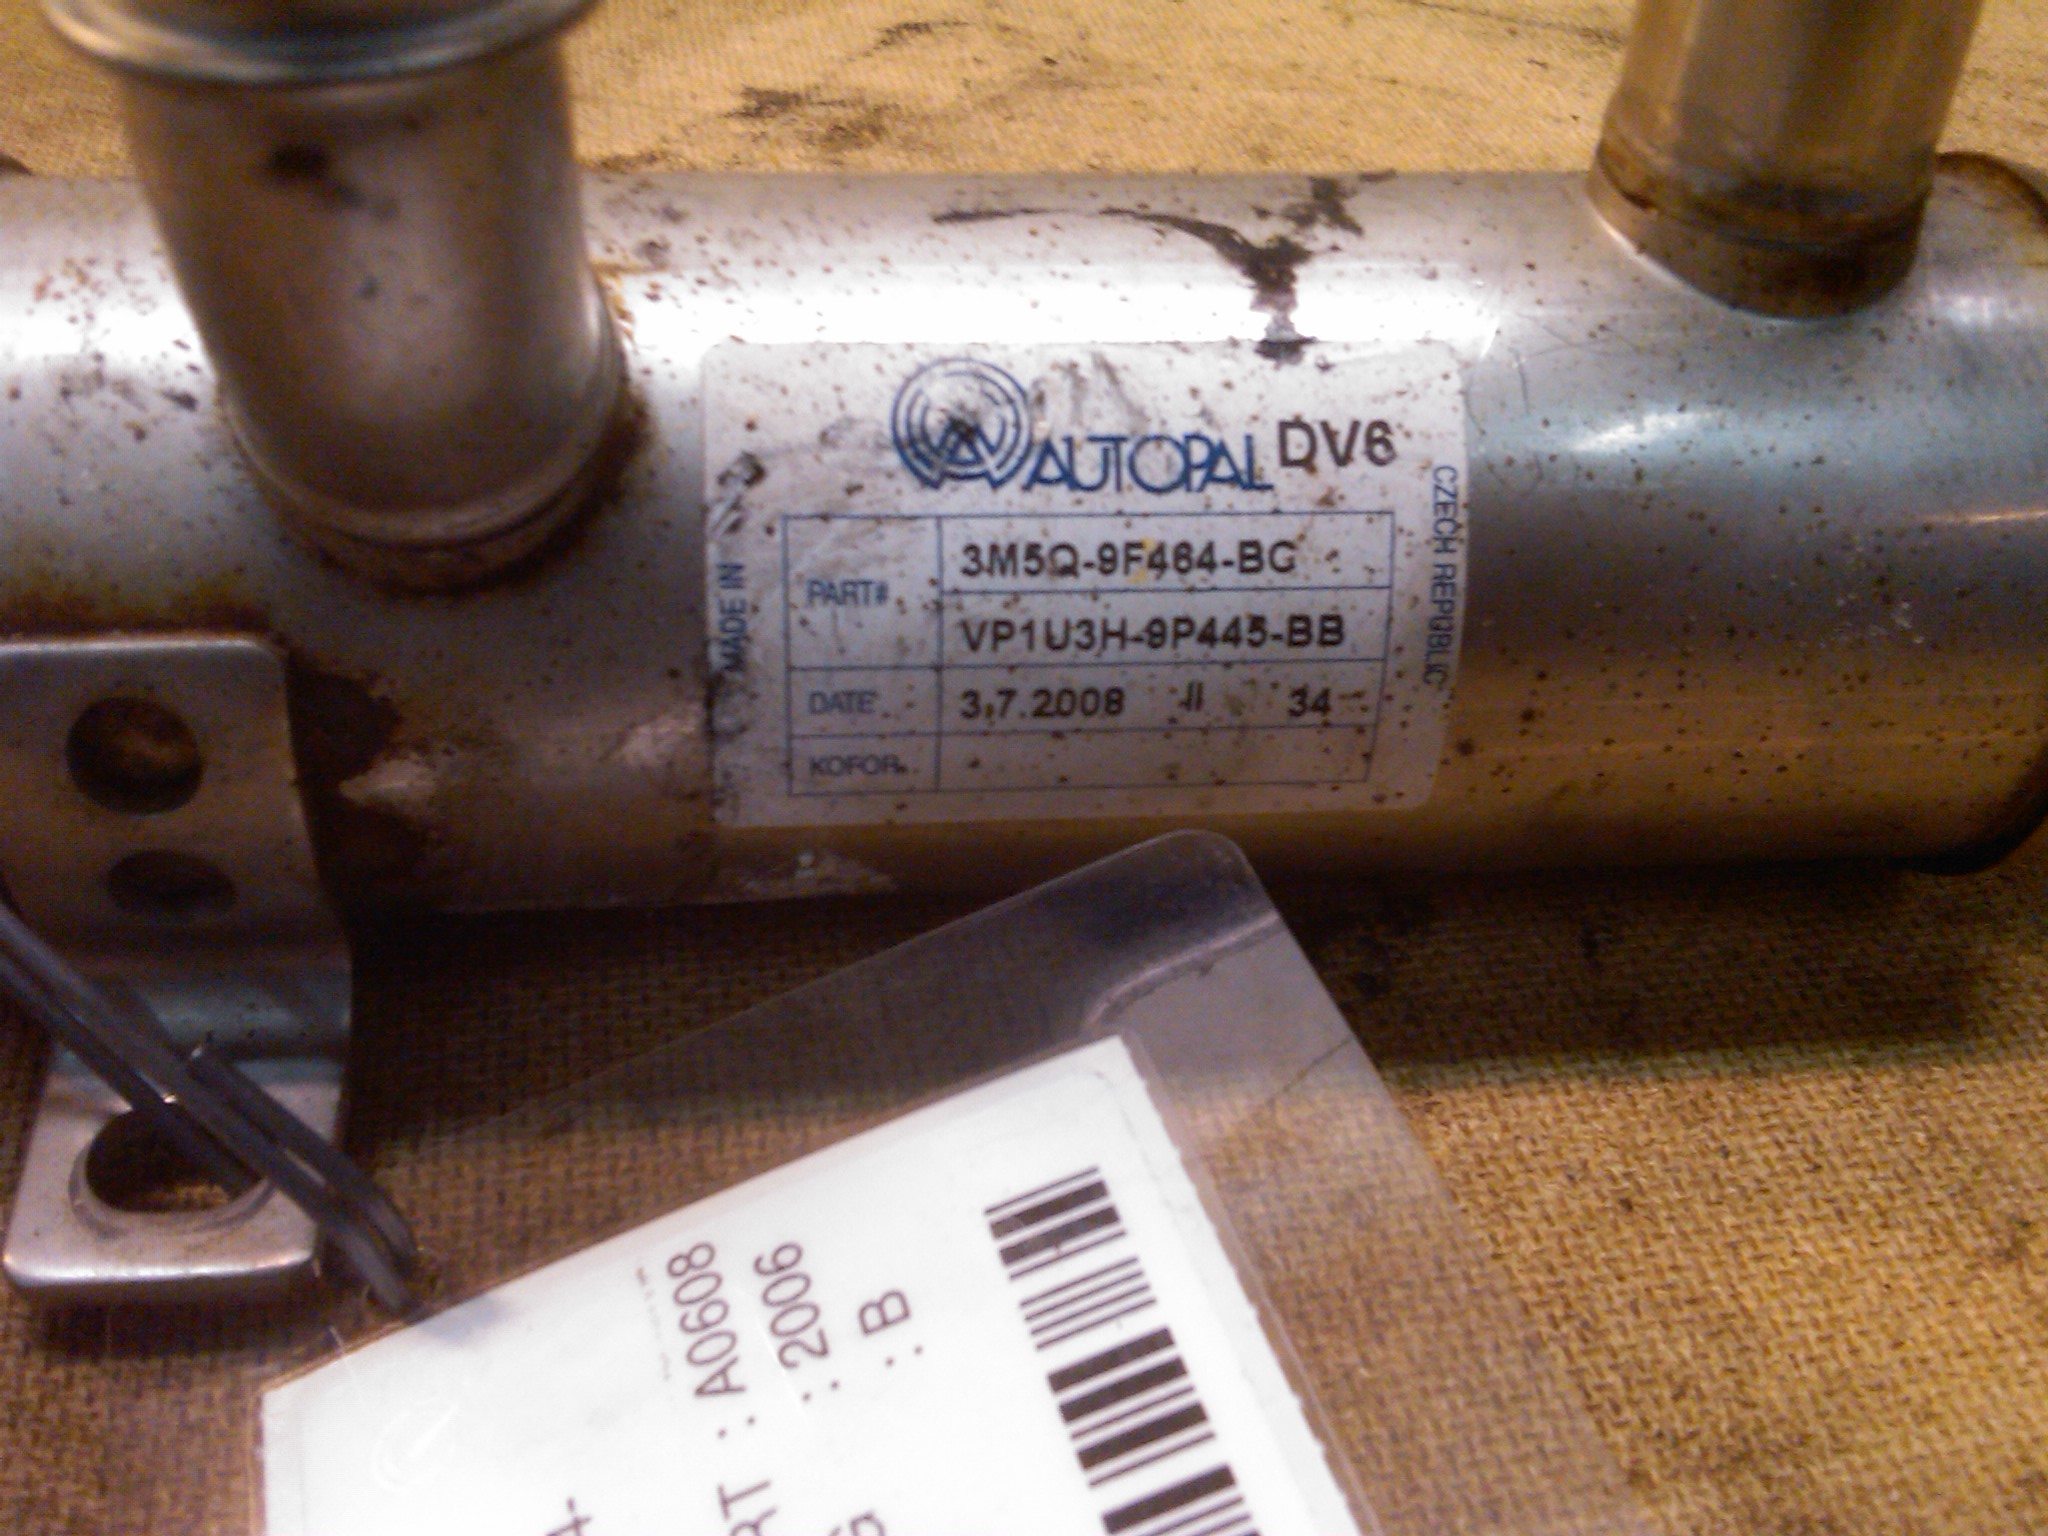 AUTOPAL DV6
MADE IN
CZECH REPUBLIC
PART#
3M5Q-9F464-BG
VP1U3H-9P445-BB
DATE 3.7.2008 II 34
KOFOR.
: A0608
: 2006
: B